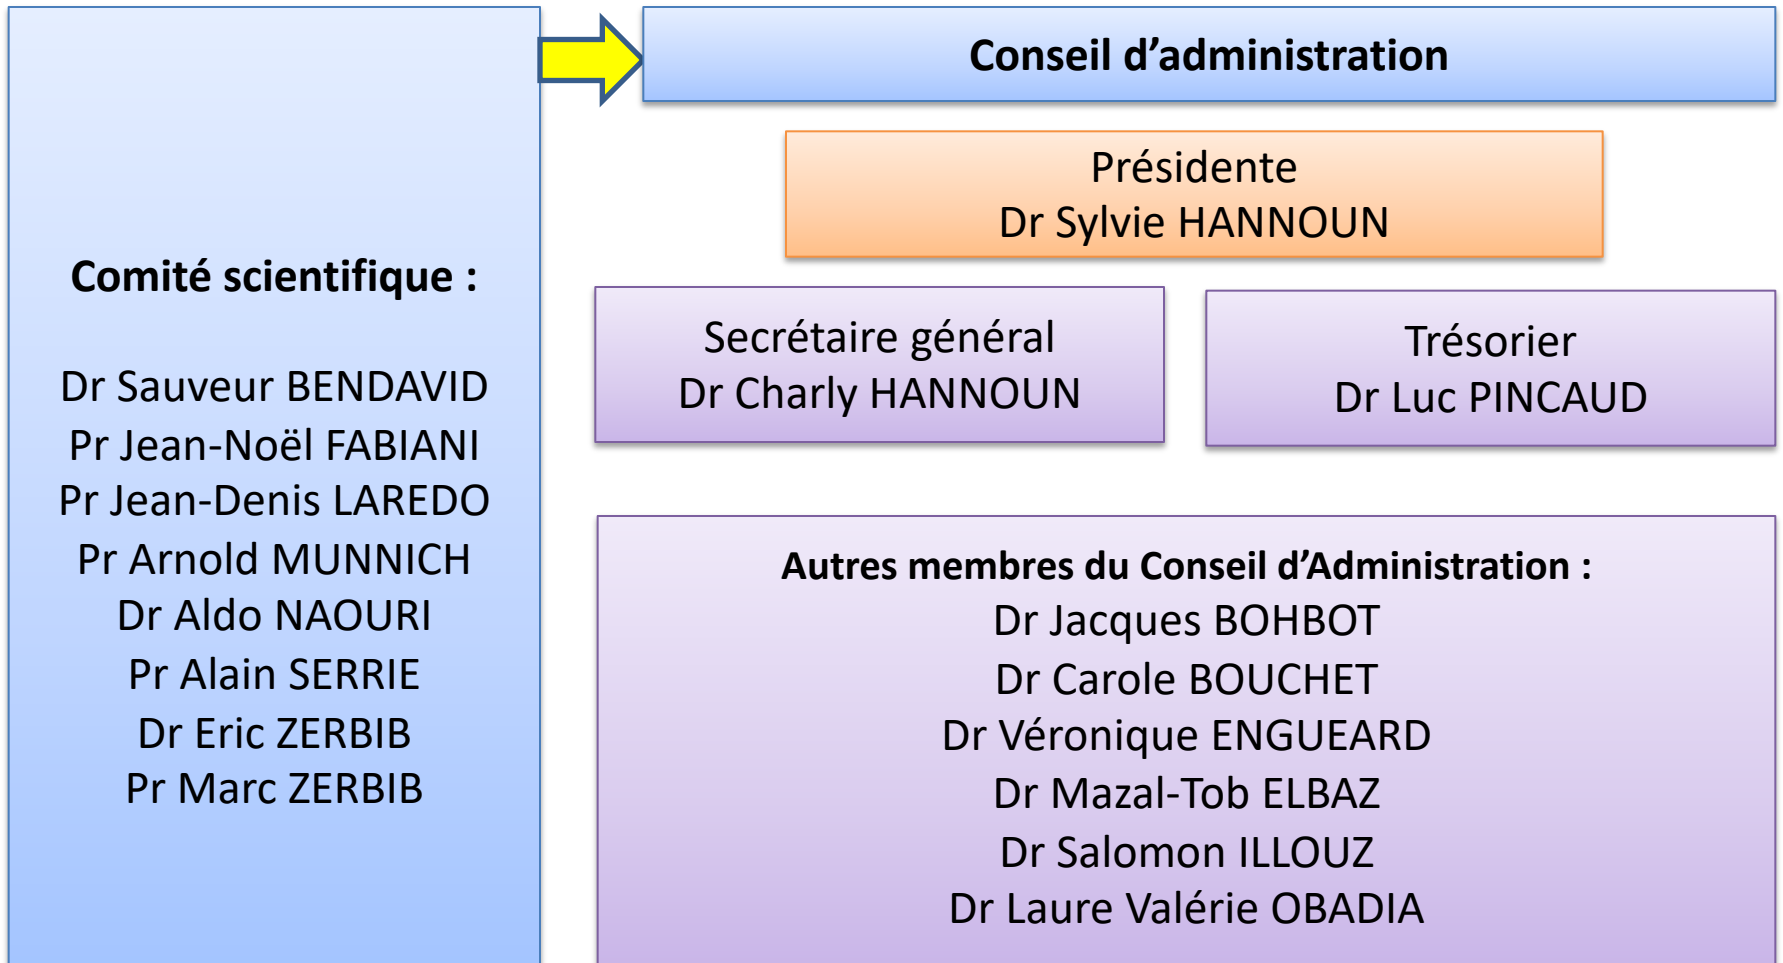 Comité scientifique :
Dr Sauveur BENDAVID
Pr Jean-Noël FABIANI
Pr Jean-Denis LAREDO
Pr Arnold MUNNICH
Dr Aldo NAOURI
Pr Alain SERRIE
Dr Eric ZERBIB
Pr Marc ZERBIB
Conseil d’administration
Présidente
Dr Sylvie HANNOUN
Secrétaire général
Dr Charly HANNOUN
Trésorier
Dr Luc PINCAUD
Autres membres du Conseil d’Administration :
Dr Jacques BOHBOT
Dr Carole BOUCHET
Dr Véronique ENGUEARD
Dr Mazal-Tob ELBAZ
Dr Salomon ILLOUZ
Dr Laure Valérie OBADIA